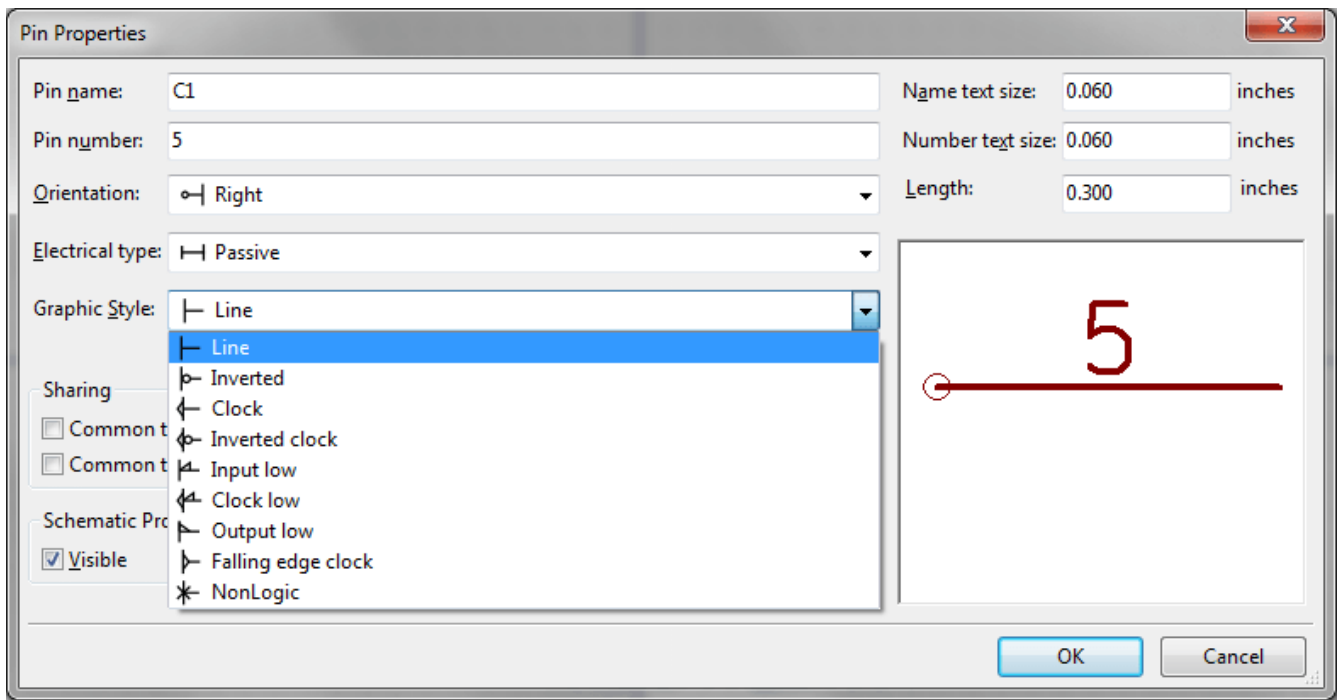 Pin Properties
Pin name: C1
Name text size: 0.060 inches
Pin number: 5
Number text size: 0.060 inches
Orientation: Right
Length: 0.300 inches
Electrical type: Passive
Graphic Style: Line
Line
Inverted
Clock
Inverted clock
Input low
Clock low
Output low
Falling edge clock
NonLogic
Sharing
Common t
Common t
Schematic Pro
Visible
5
OK
Cancel